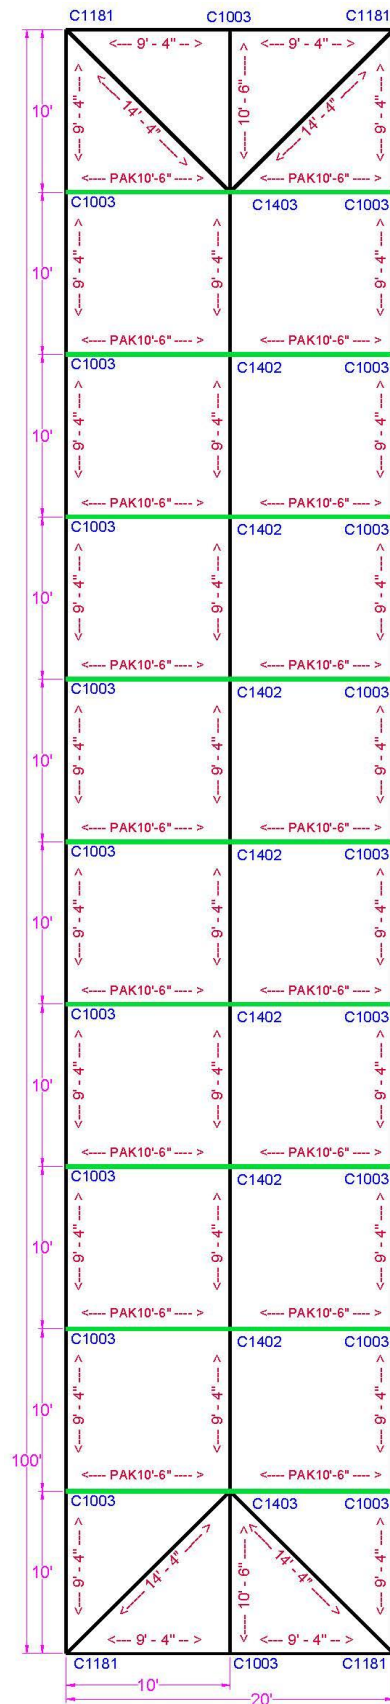 C1181 C1003 C1181
<--- 9' - 4" -- > <--- 9' - 4" -- >
10' <---- 9' - 4" ----- > <---- 14' - 4" ----- > <---- 10' - 6" ----- > <---- 14' - 4" ----- > <---- 9' - 4" ----- >
<---- PAK10'-6" ---- > <---- PAK10'-6" ---- >
C1003 C1403 C1003
10' <---- 9' - 4" ----- > <---- 9' - 4" ----- > <---- 9' - 4" ----- >
<---- PAK10'-6" ---- > <---- PAK10'-6" ---- >
C1003 C1402 C1003
10' <---- 9' - 4" ----- > <---- 9' - 4" ----- > <---- 9' - 4" ----- >
<---- PAK10'-6" ---- > <---- PAK10'-6" ---- >
C1003 C1402 C1003
10' <---- 9' - 4" ----- > <---- 9' - 4" ----- > <---- 9' - 4" ----- >
<---- PAK10'-6" ---- > <---- PAK10'-6" ---- >
C1003 C1402 C1003
10' <---- 9' - 4" ----- > <---- 9' - 4" ----- > <---- 9' - 4" ----- >
<---- PAK10'-6" ---- > <---- PAK10'-6" ---- >
C1003 C1402 C1003
10' <---- 9' - 4" ----- > <---- 9' - 4" ----- > <---- 9' - 4" ----- >
<---- PAK10'-6" ---- > <---- PAK10'-6" ---- >
C1003 C1402 C1003
10' <---- 9' - 4" ----- > <---- 9' - 4" ----- > <---- 9' - 4" ----- >
<---- PAK10'-6" ---- > <---- PAK10'-6" ---- >
C1003 C1402 C1003
10' <---- 9' - 4" ----- > <---- 9' - 4" ----- > <---- 9' - 4" ----- >
<---- PAK10'-6" ---- > <---- PAK10'-6" ---- >
C1003 C1402 C1003
10' <---- 9' - 4" ----- > <---- 9' - 4" ----- > <---- 9' - 4" ----- >
100'
<---- PAK10'-6" ---- > <---- PAK10'-6" ---- >
C1003 C1403 C1003
10' <---- 9' - 4" ----- > <---- 14' - 4" ----- > <---- 10' - 6" ----- > <---- 14' - 4" ----- > <---- 9' - 4" ----- >
<--- 9' - 4" -- > <--- 9' - 4" -- >
C1181 C1003 C1181
10'
20'